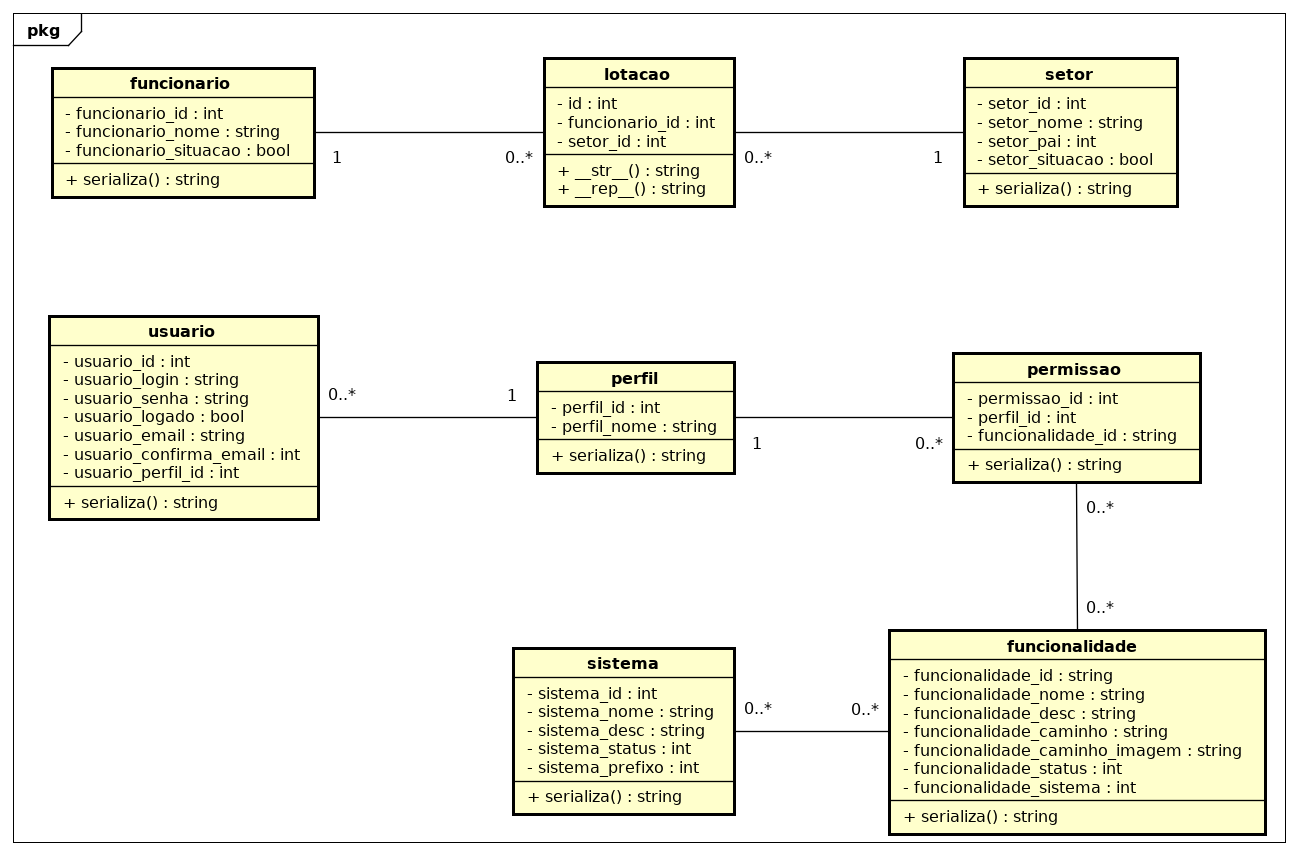 pkg
funcionario
- funcionario_id : int
- funcionario_nome : string
- funcionario_situacao : bool
+ serializa() : string
1
0..*
lotacao
- id : int
- funcionario_id : int
- setor_id : int
+ __str__() : string
+ __rep__() : string
0..*
1
setor
- setor_id : int
- setor_nome : string
- setor_pai : int
- setor_situacao : bool
+ serializa() : string
usuario
- usuario_id : int
- usuario_login : string
- usuario_senha : string
- usuario_logado : bool
- usuario_email : string
- usuario_confirma_email : int
- usuario_perfil_id : int
+ serializa() : string
0..*
1
perfil
- perfil_id : int
- perfil_nome : string
+ serializa() : string
1
0..*
permissao
- permissao_id : int
- perfil_id : int
- funcionalidade_id : string
+ serializa() : string
0..*
0..*
sistema
- sistema_id : int
- sistema_nome : string
- sistema_desc : string
- sistema_status : int
- sistema_prefixo : int
+ serializa() : string
0..*
0..*
funcionalidade
- funcionalidade_id : string
- funcionalidade_nome : string
- funcionalidade_desc : string
- funcionalidade_caminho : string
- funcionalidade_caminho_imagem : string
- funcionalidade_status : int
- funcionalidade_sistema : int
+ serializa() : string